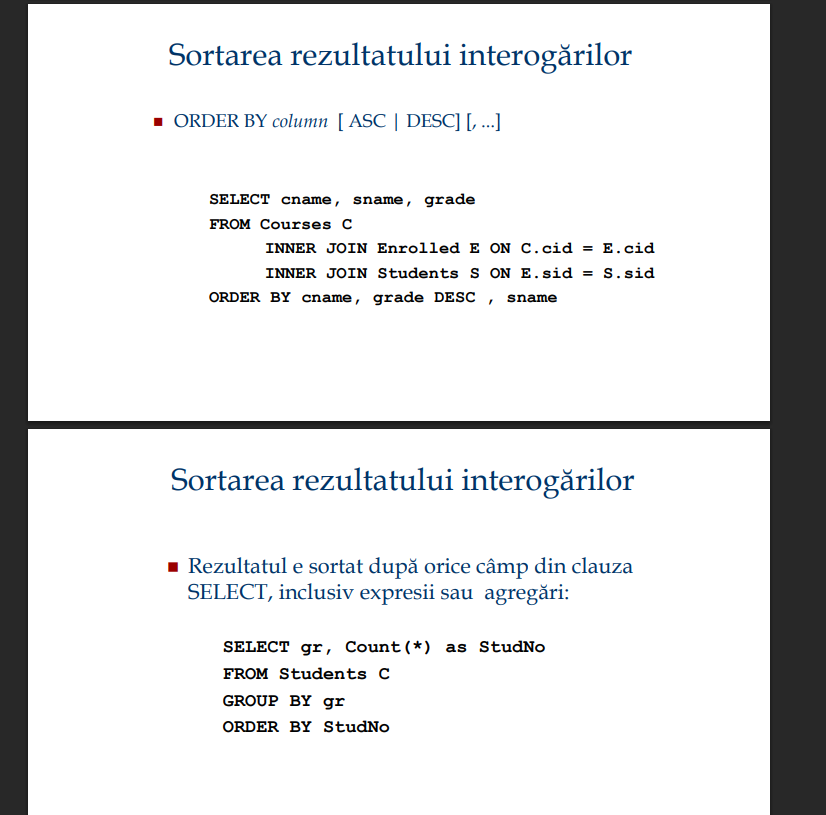 Sortarea rezultatului interogărilor
ORDER BY column [ ASC | DESC] [, ...]
SELECT cname, sname, grade
FROM Courses C
INNER JOIN Enrolled E ON C.cid = E.cid
INNER JOIN Students S ON E.sid = S.sid
ORDER BY cname, grade DESC , sname
Sortarea rezultatului interogărilor
Rezultatul e sortat după orice câmp din clauza
SELECT, inclusiv expresii sau agregări:
SELECT gr, Count(*) as StudNo
FROM Students C
GROUP BY gr
ORDER BY StudNo